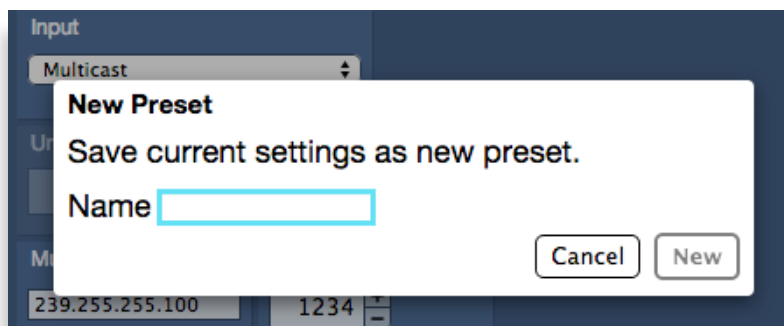 Input
Multicast
New Preset
Save current settings as new preset.
Name
Cancel New
239.255.255.100 1234